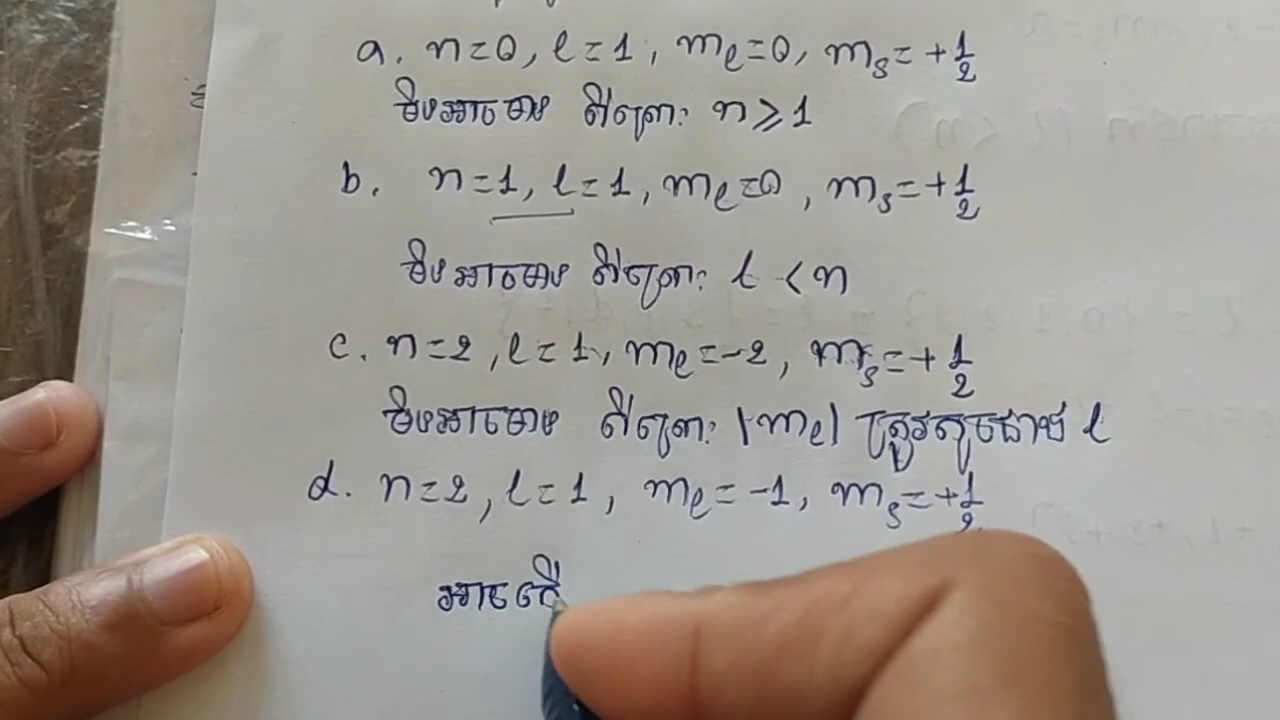 a. n=0, l=1, mₗ=0, mₛ=+1/2
មិនអាចមាន ពីព្រោះ n≥1
b. n=1, l=1, mₗ=0, mₛ=+1/2
មិនអាចមាន ពីព្រោះ l<n
c. n=2, l=1, mₗ=-2, mₛ=+1/2
មិនអាចមាន ពីព្រោះ |mₗ| ត្រូវតូចជាង l
d. n=2, l=1, mₗ=-1, mₛ=+1/2
អាចកើ